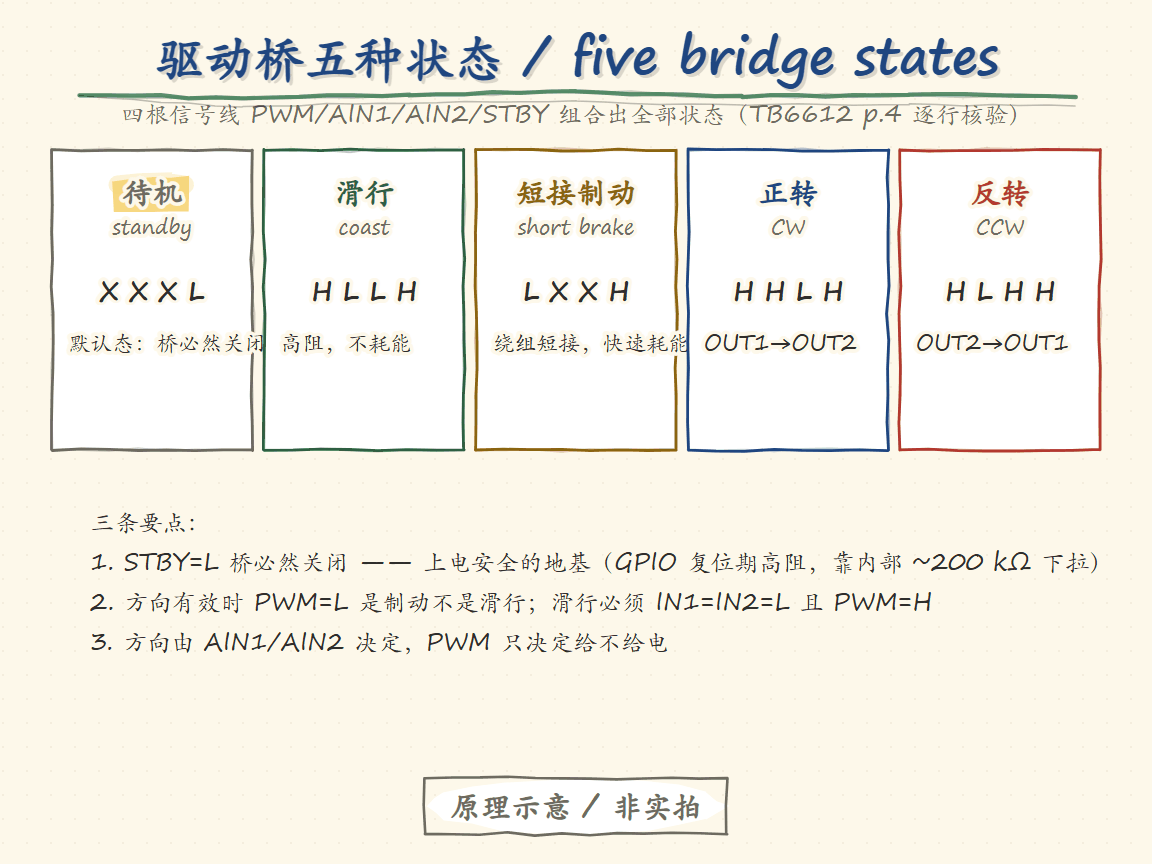 驱动桥五种状态 / five bridge states
四根信号线 PWM/AIN1/AIN2/STBY 组合出全部状态（TB6612 p.4 逐行核验）
待机
standby
X X X L
默认态：桥必然关闭
滑行
coast
H L L H
高阻，不耗能
短接制动
short brake
L X X H
绕组短接，快速耗能
正转
CW
H H L H
OUT1→OUT2
反转
CCW
H L H H
OUT2→OUT1
三条要点：
1. STBY=L 桥必然关闭 —— 上电安全的地基（GPIO 复位期高阻，靠内部 ~200 kΩ 下拉）
2. 方向有效时 PWM=L 是制动不是滑行；滑行必须 IN1=IN2=L 且 PWM=H
3. 方向由 AIN1/AIN2 决定，PWM 只决定给不给电
原理示意 / 非实拍